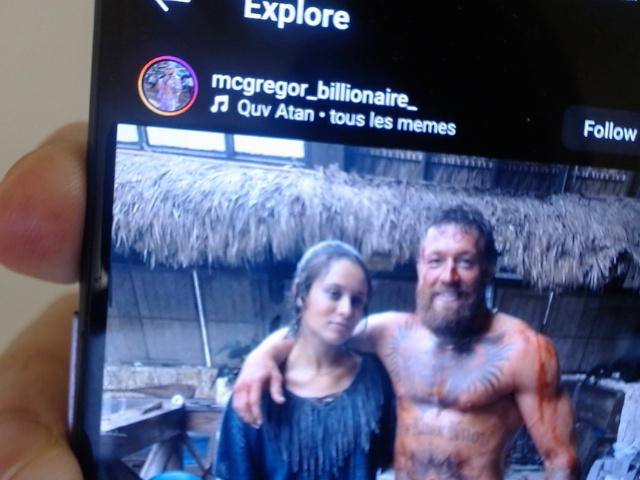 Explore
mcgregor_billionaire_
Quv Atan • tous les memes
Follow